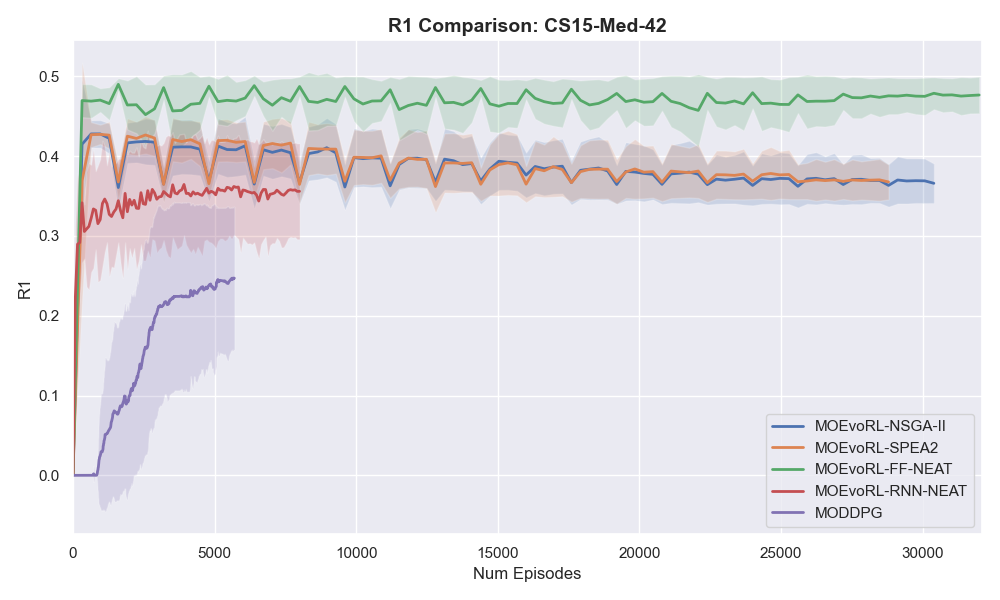 R1 Comparison: CS15-Med-42
R1
0.5
0.4
0.3
0.2
0.1
0.0
0 5000 10000 15000 20000 25000 30000
Num Episodes
MOEvoRL-NSGA-II
MOEvoRL-SPEA2
MOEvoRL-FF-NEAT
MOEvoRL-RNN-NEAT
MODDPG